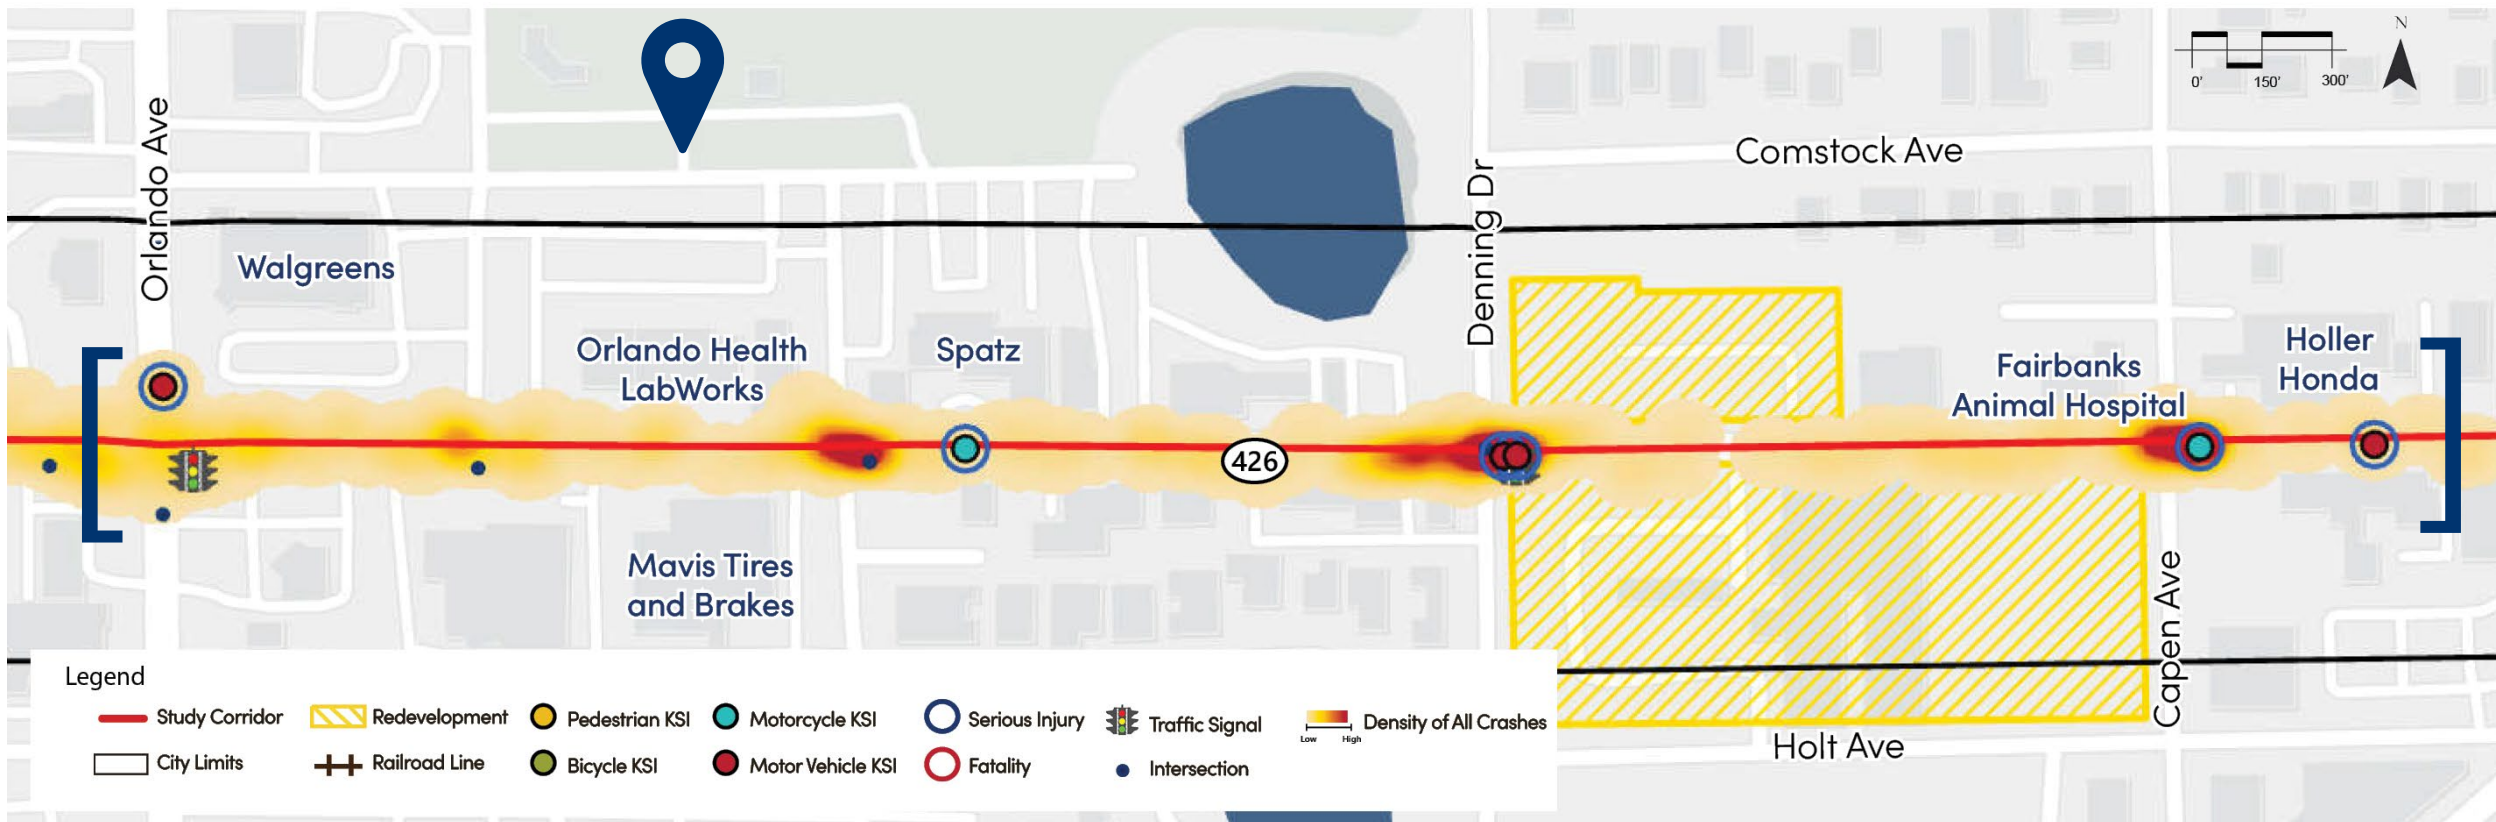 N
0' 150' 300'
Orlando Ave
Comstock Ave
Denning Dr
Walgreens
Orlando Health
LabWorks
Spatz
Holler
Honda
Fairbanks
Animal Hospital
426
Mavis Tires
and Brakes
Capen Ave
Holt Ave
Legend
Study Corridor
Redevelopment
Pedestrian KSI
Motorcycle KSI
Serious Injury
Traffic Signal
Low High
Density of All Crashes
City Limits
Railroad Line
Bicycle KSI
Motor Vehicle KSI
Fatality
Intersection